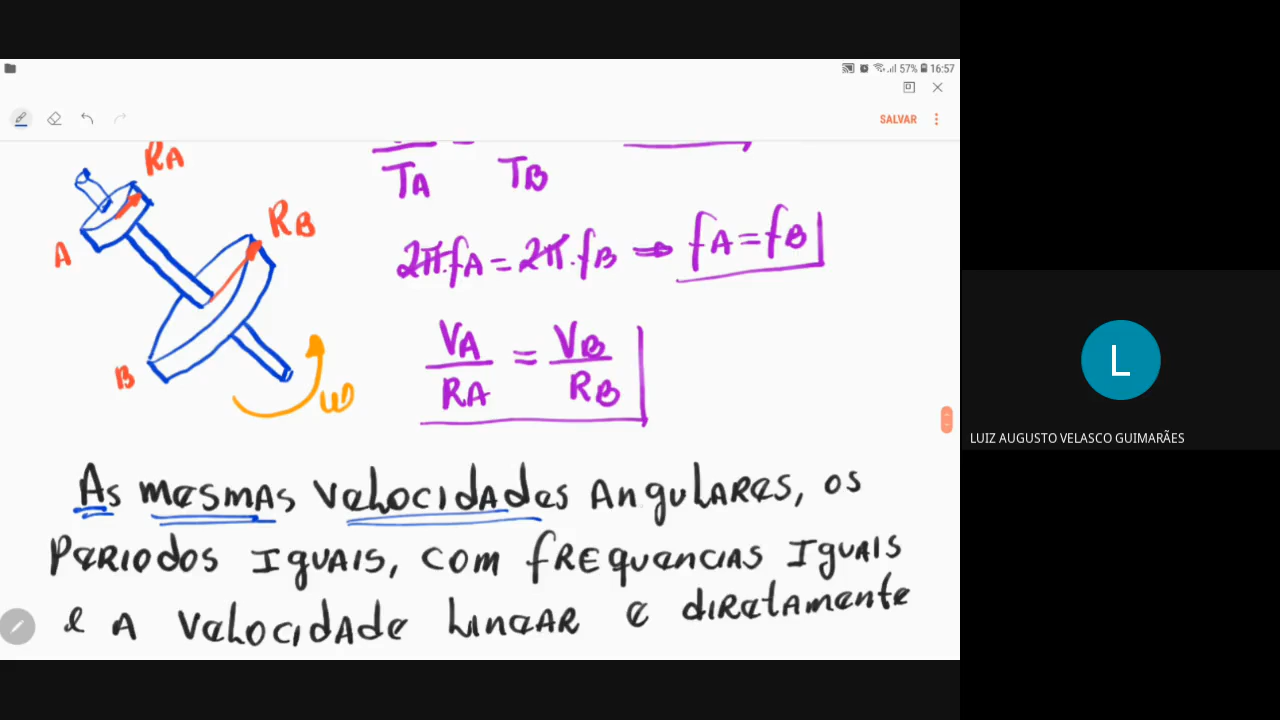 57% 16:57
SALVAR
RA
TA TB
RB
A
2π.fA = 2π.fB ⇒ fA = fB
VA = VB
RA RB
B
W
As mesmas velocidades angulares, os
periodos iguais, com frequencias iguais
e a velocidade linear e diretamente
L
LUIZ AUGUSTO VELASCO GUIMARÃES